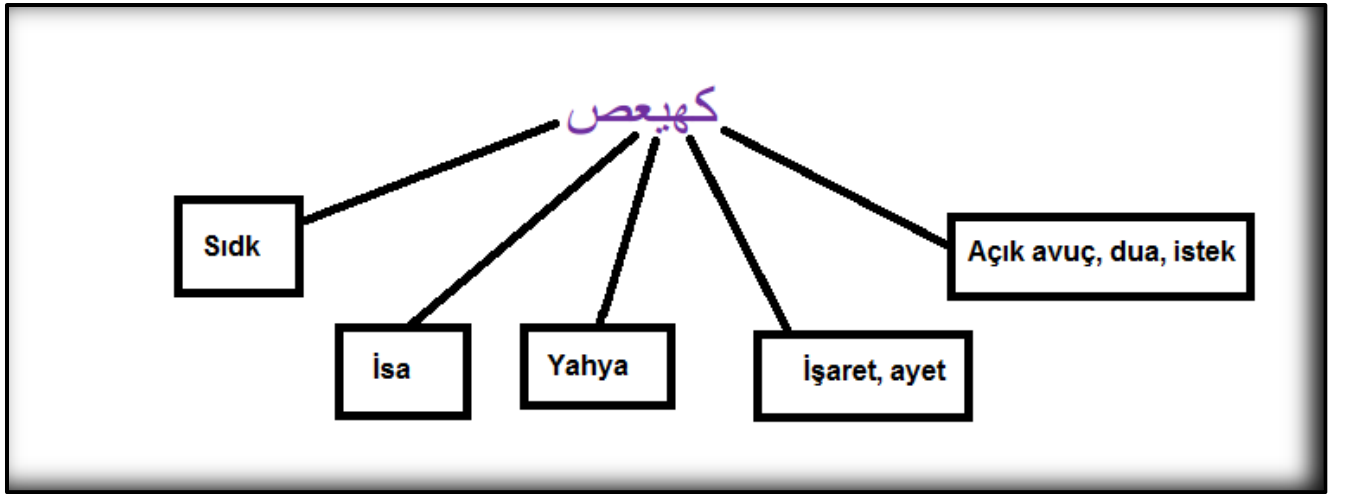 كهيعص
Sıdk
İsa
Yahya
İşaret, ayet
Açık avuç, dua, istek